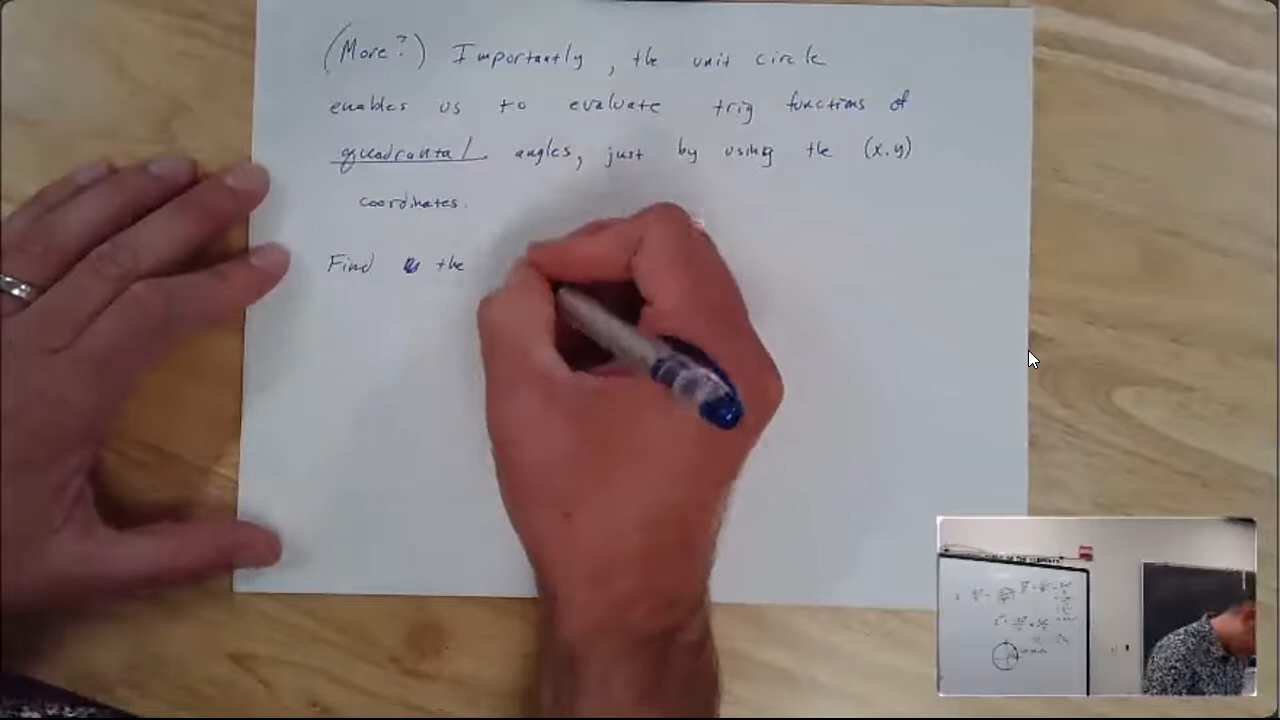 (More?) Importantly, the unit circle
enables us to evaluate trig functions of
quadrantal angles, just by using the (x,y)
coordinates.
Find the